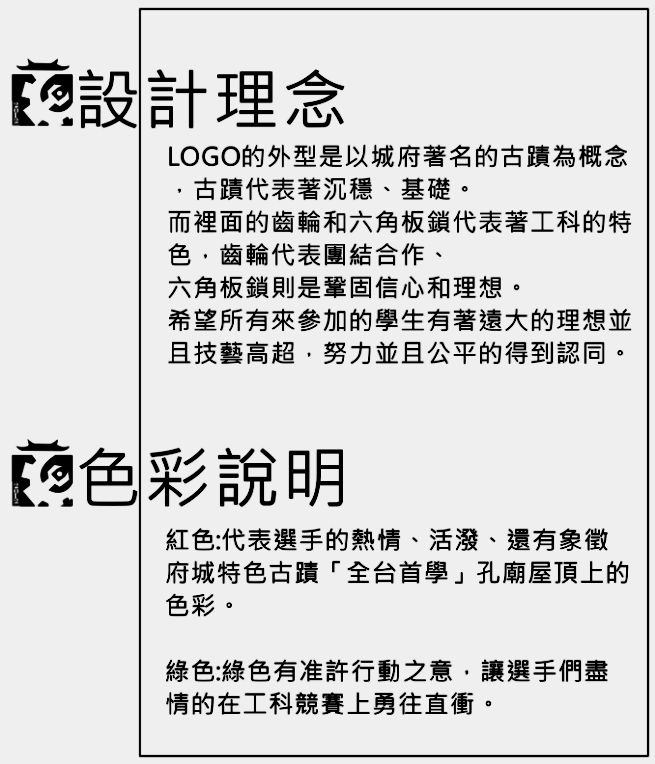 設計理念
LOGO的外型是以城府著名的古蹟為概念
，古蹟代表著沉穩、基礎。
而裡面的齒輪和六角板鎖代表著工科的特
色，齒輪代表團結合作、
六角板鎖則是鞏固信心和理想。
希望所有來參加的學生有著遠大的理想並
且技藝高超，努力並且公平的得到認同。
色彩說明
紅色:代表選手的熱情、活潑、還有象徵
府城特色古蹟「全台首學」孔廟屋頂上的
色彩。
綠色:綠色有准許行動之意，讓選手們盡
情的在工科競賽上勇往直衝。